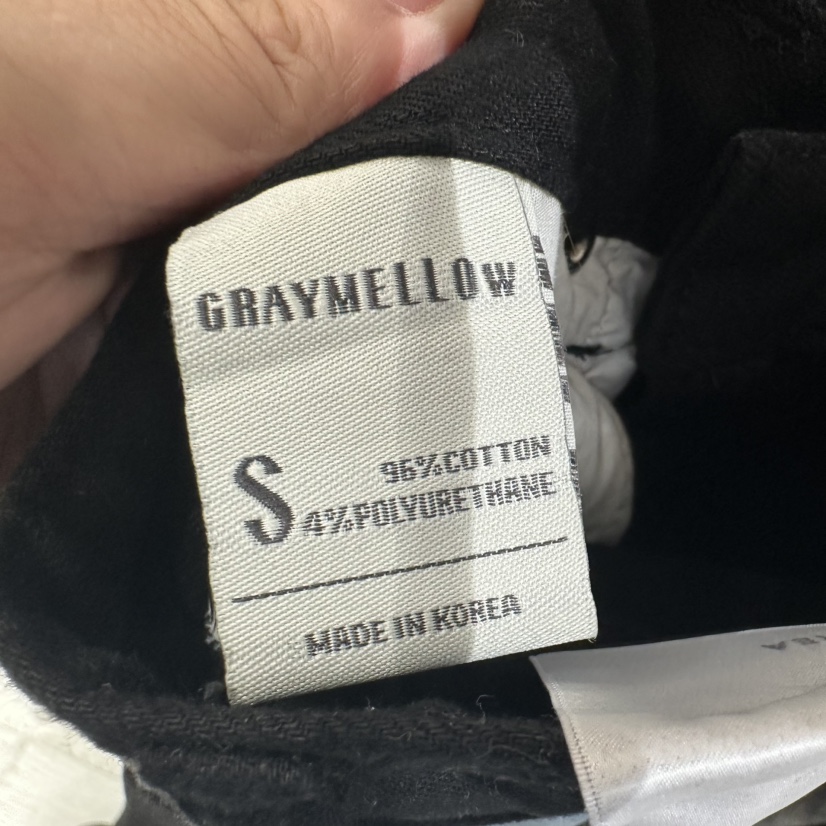 GRAYMELLOW
S
96%COTTON
4%POLYURETHANE
MADE IN KOREA